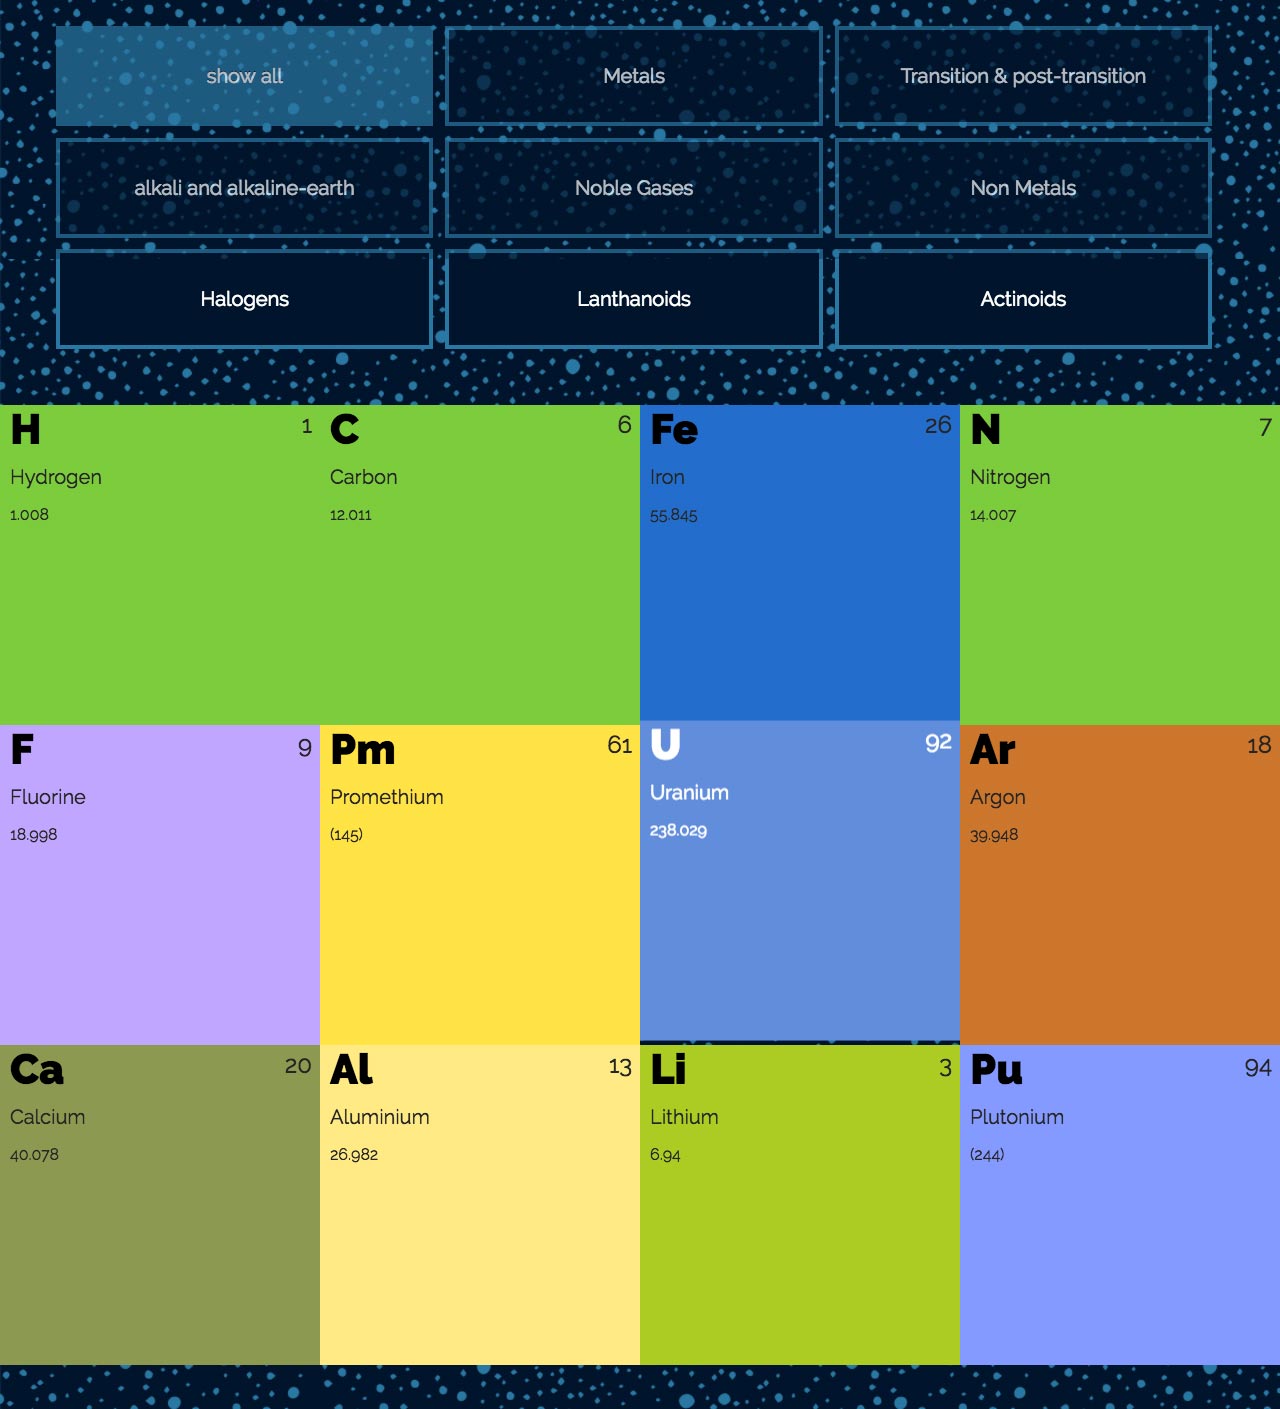 show all
Metals
Transition & post-transition
alkali and alkaline-earth
Noble Gases
Non Metals
Halogens
Lanthanoids
Actinoids
H
1
Hydrogen
1.008
C
6
Carbon
12.011
Fe
26
Iron
55.845
N
7
Nitrogen
14.007
F
9
Fluorine
18.998
Pm
61
Promethium
(145)
U
92
Uranium
238.029
Ar
18
Argon
39.948
Ca
20
Calcium
40.078
Al
13
Aluminium
26.982
Li
3
Lithium
6.94
Pu
94
Plutonium
(244)